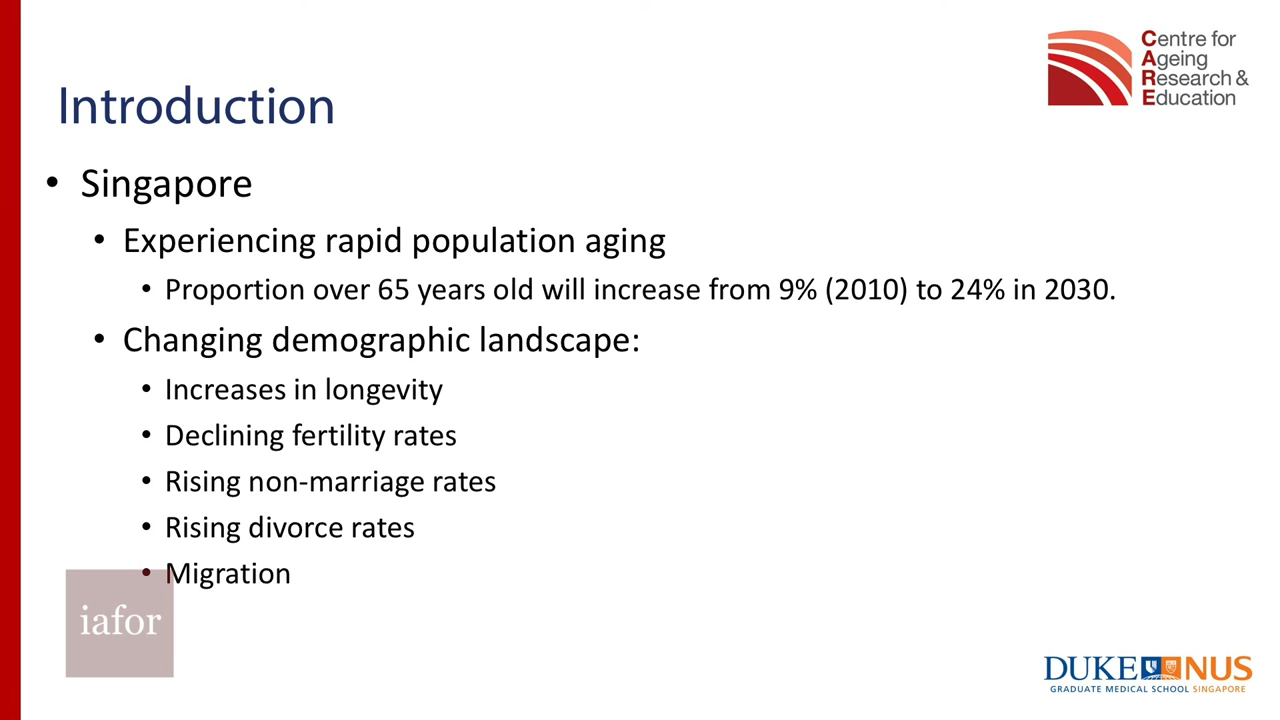 Centre for
Ageing
Research &
Education
Introduction
• Singapore
• Experiencing rapid population aging
• Proportion over 65 years old will increase from 9% (2010) to 24% in 2030.
• Changing demographic landscape:
• Increases in longevity
• Declining fertility rates
• Rising non-marriage rates
• Rising divorce rates
• Migration
iafor
DUKE NUS
GRADUATE MEDICAL SCHOOL SINGAPORE